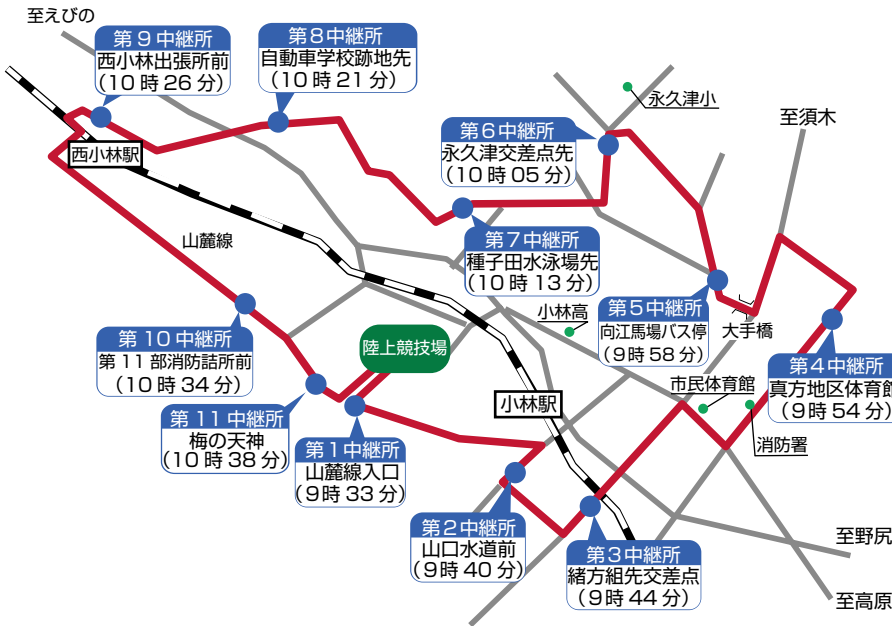 至えびの
第9中継所
西小林出張所前
(10時26分)
第8中継所
自動車学校跡地先
(10時21分)
永久津小
第6中継所
永久津交差点先
(10時05分)
至須木
西小林駅
山麓線
第7中継所
種子田水泳場先
(10時13分)
小林高
第5中継所
向江馬場バス停
(9時58分)
大手橋
第10中継所
第11部消防詰所前
(10時34分)
陸上競技場
第4中継所
真方地区体育館
(9時54分)
市民体育館
小林駅
第11中継所
梅の天神
(10時38分)
第1中継所
山麓線入口
(9時33分)
消防署
第2中継所
山口水道前
(9時40分)
第3中継所
緒方組先交差点
(9時44分)
至野尻
至高原